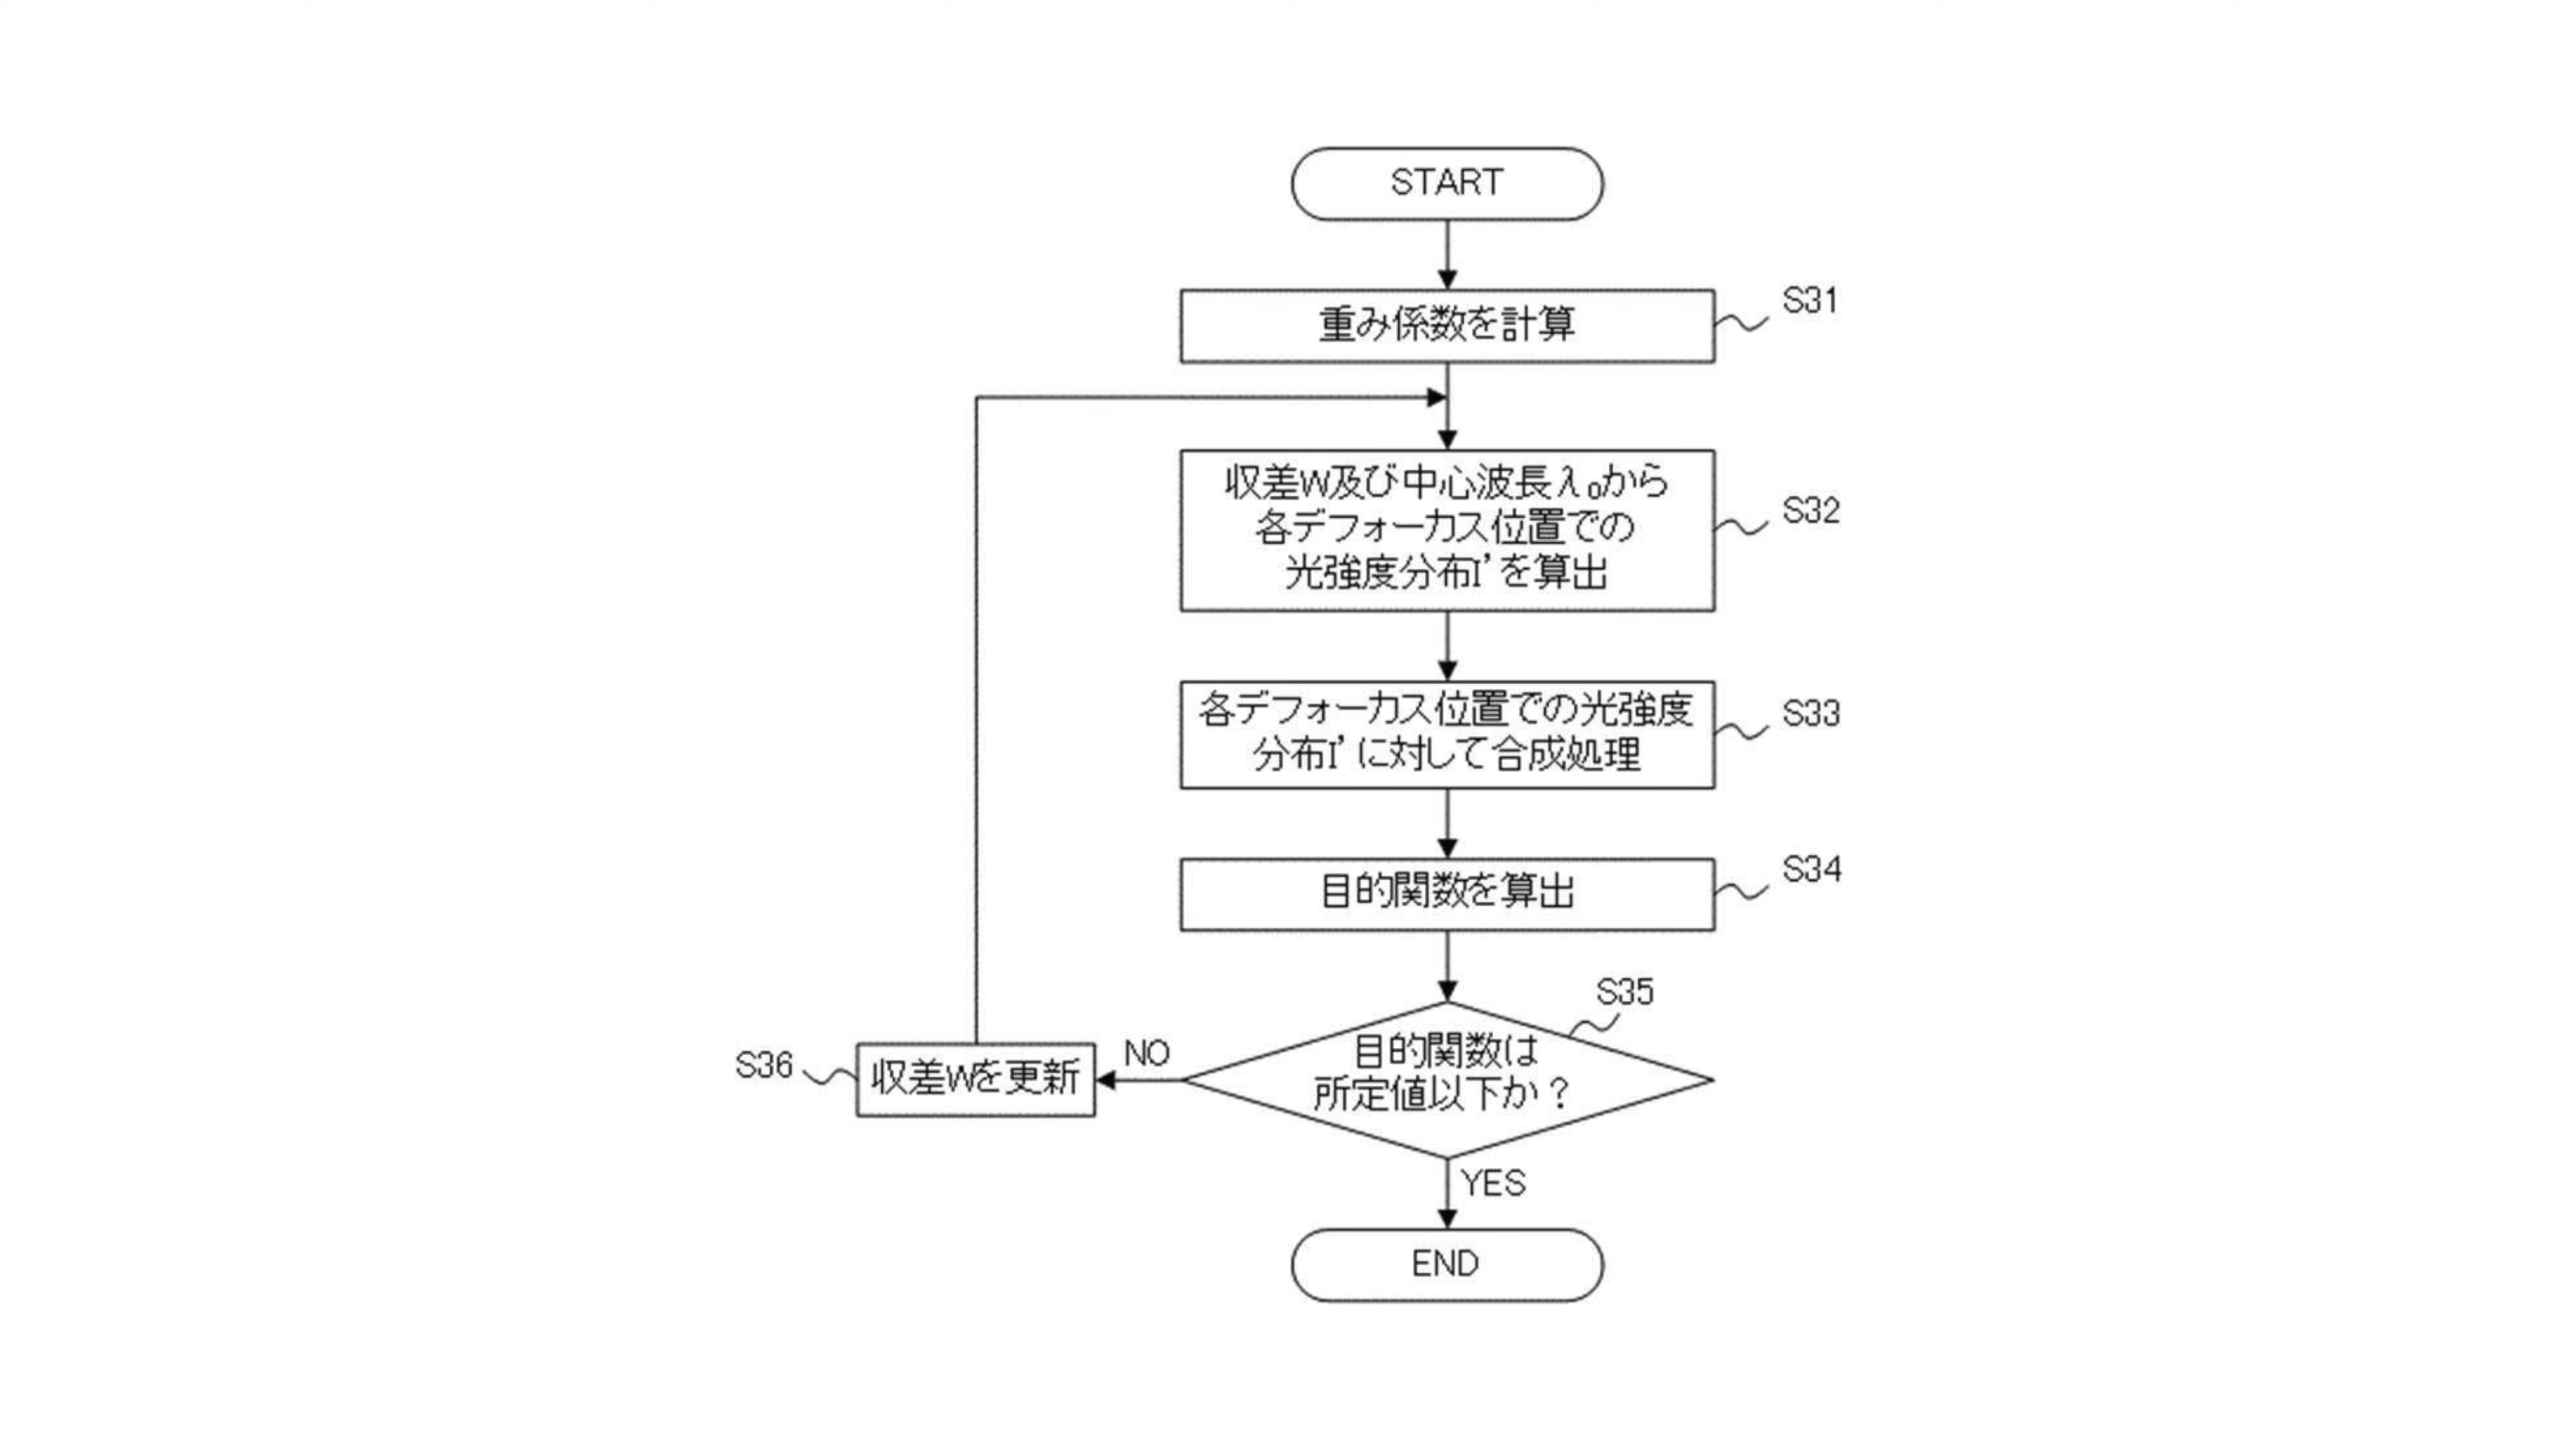 START
重み係数を計算
S31
収差W及び中心波長λ₀から
各デフォーカス位置での
光強度分布I'を算出
S32
各デフォーカス位置での光強度
分布I'に対して合成処理
S33
目的関数を算出
S34
S35
目的関数は
所定値以下か？
NO
S36
収差Wを更新
YES
END